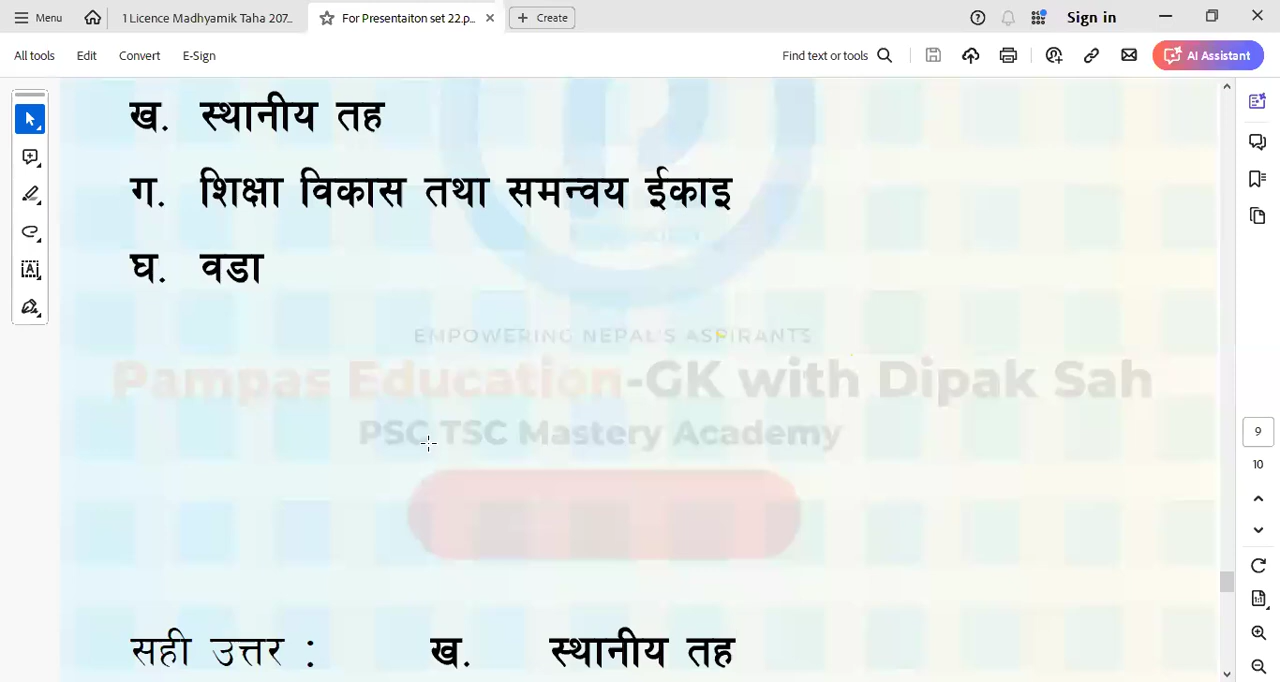 Menu 1 Licence Madhyamik Taha 207... For Presentaiton set 22.p... Create Sign in
All tools Edit Convert E-Sign Find text or tools AI Assistant
ख. स्थानीय तह
ग. शिक्षा विकास तथा समन्वय ईकाइ
घ. वडा
EMPOWERING NEPAL'S ASPIRANTS
Pampas Education-GK with Dipak Sah
PSC TSC Mastery Academy
9
10
सही उत्तर : ख. स्थानीय तह